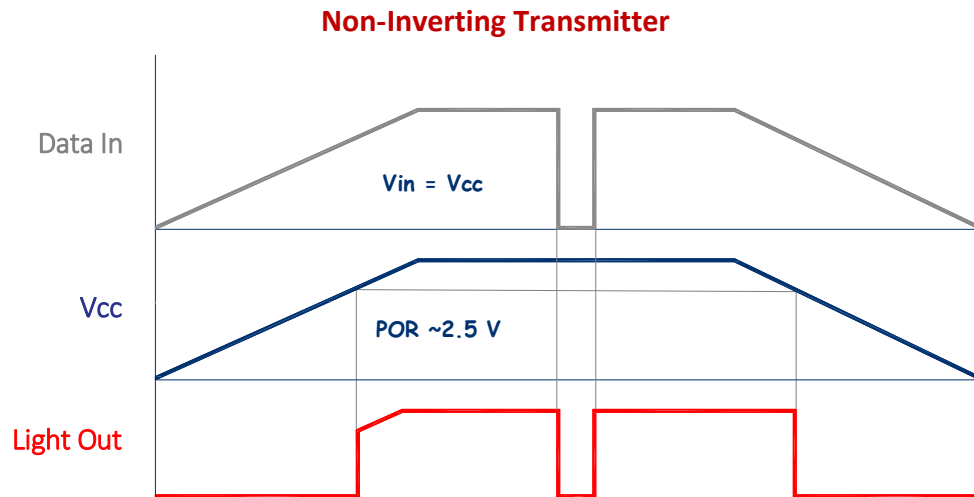 Non-Inverting Transmitter
Data In
Vin = Vcc
Vcc
POR ~2.5 V
Light Out